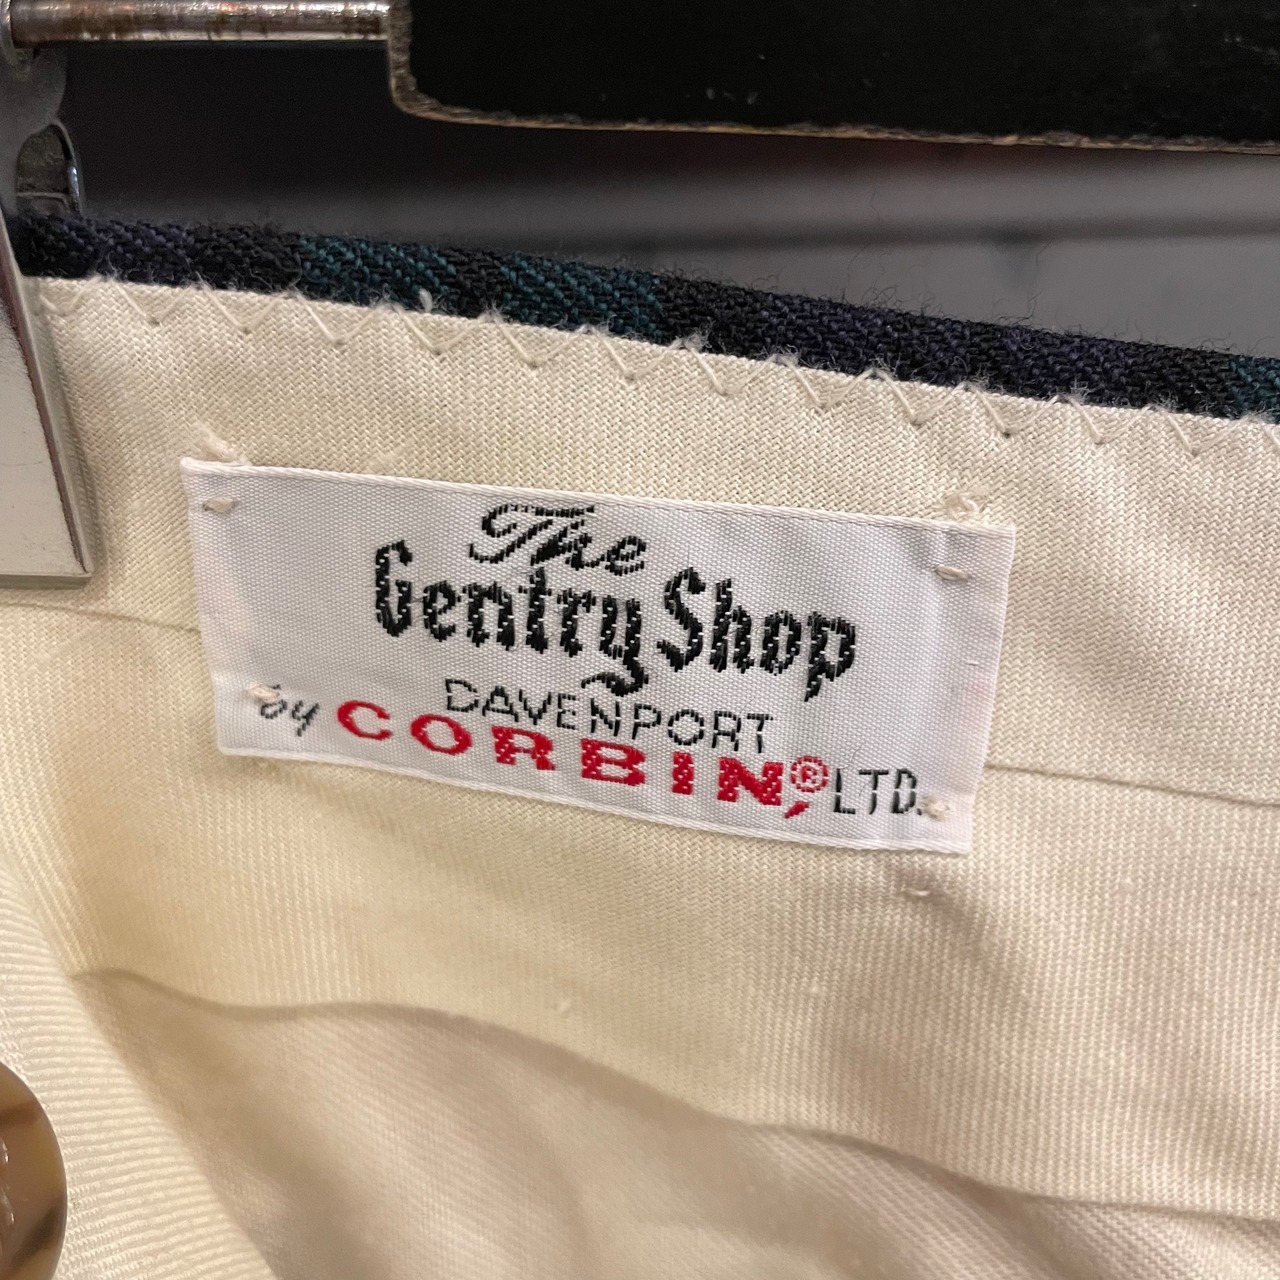 The
Gentry Shop
DAVENPORT
by CORBIN,® LTD.